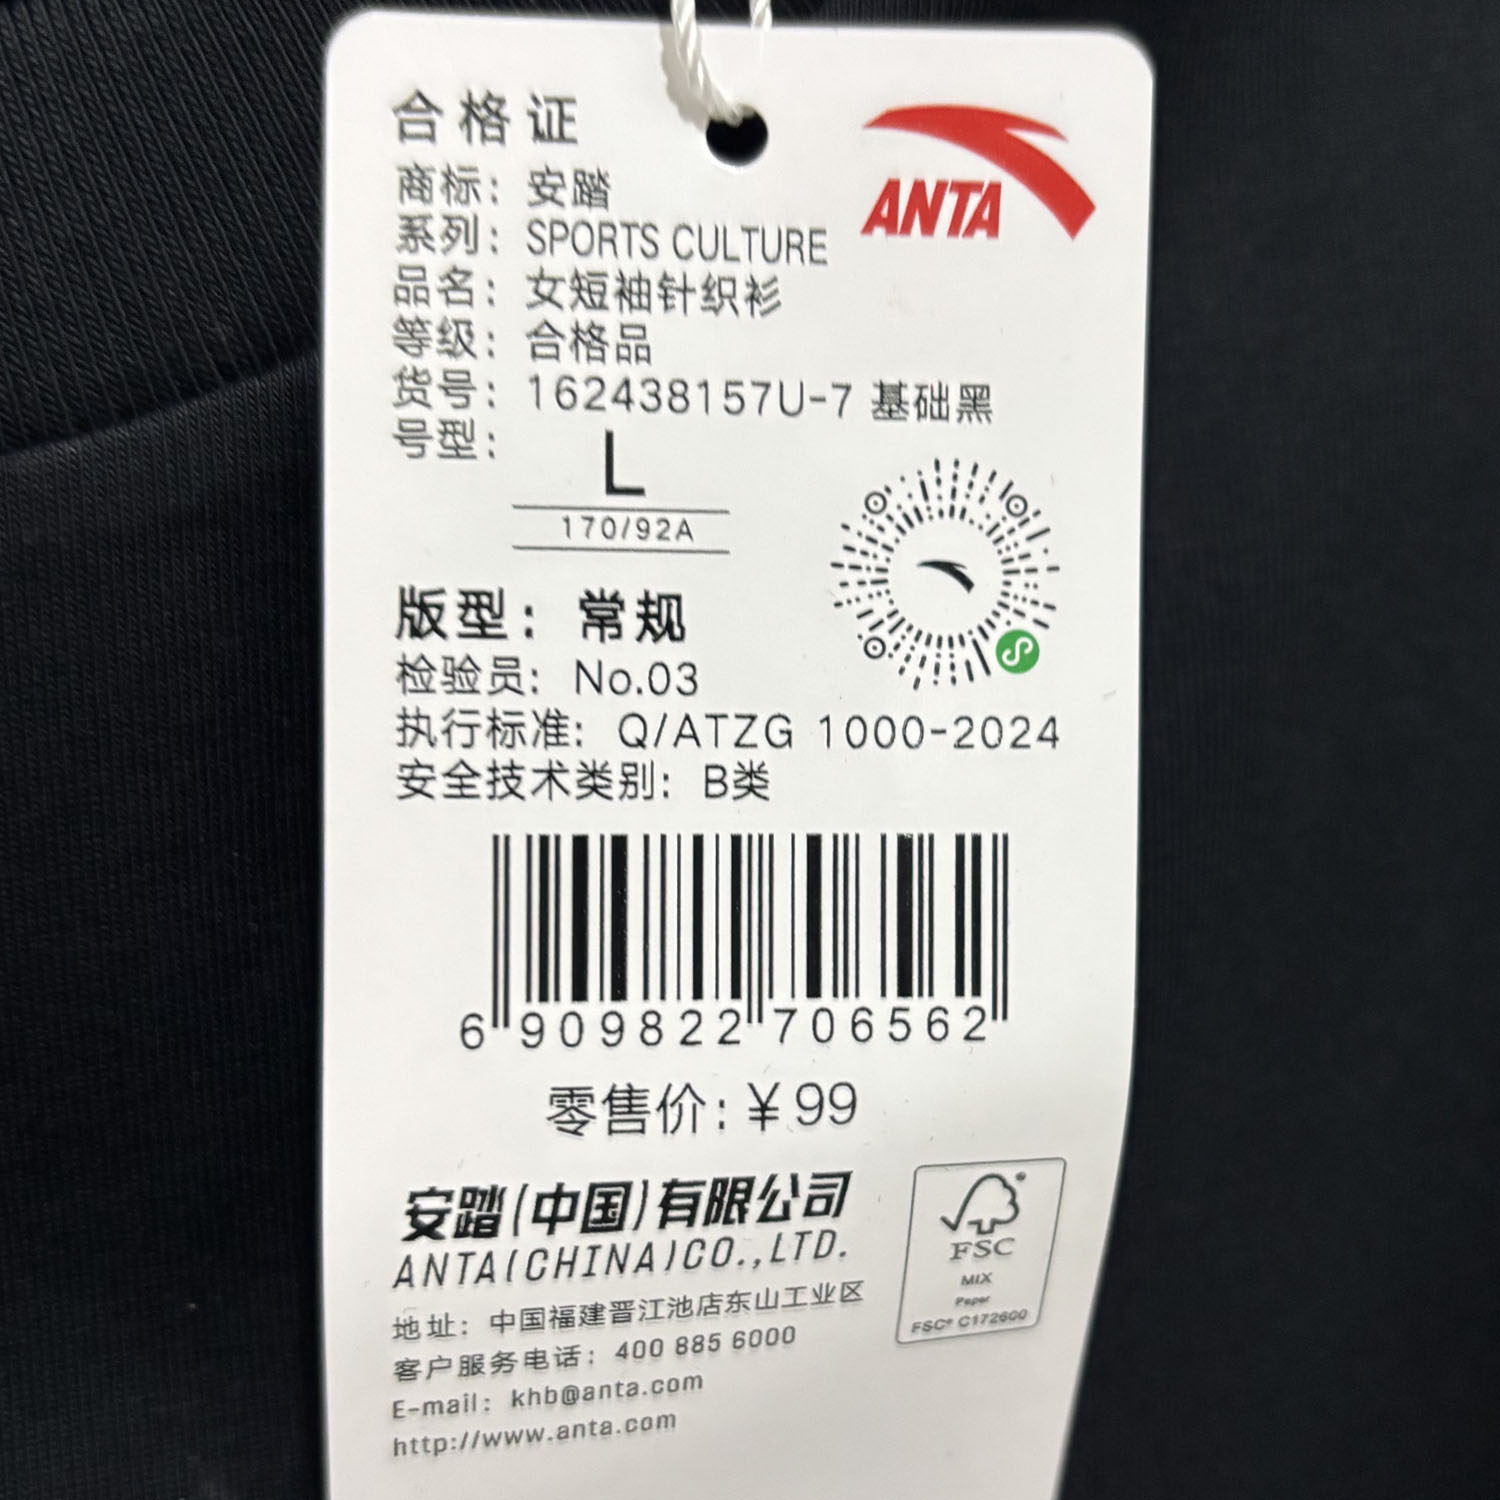 合格证
ANTA
商标：安踏
系列：SPORTS CULTURE
品名：女短袖针织衫
等级：合格品
货号：162438157U-7 基础黑
号型：L
170/92A
版型：常规
检验员：No.03
执行标准：Q/ATZG 1000-2024
安全技术类别：B类
6 909822 706562
零售价：¥99
安踏(中国)有限公司
ANTA(CHINA)CO.,LTD.
地址：中国福建晋江池店东山工业区
客户服务电话：400 885 6000
E-mail：khb@anta.com
http://www.anta.com
FSC
MIX
Paper
FSC® C172600